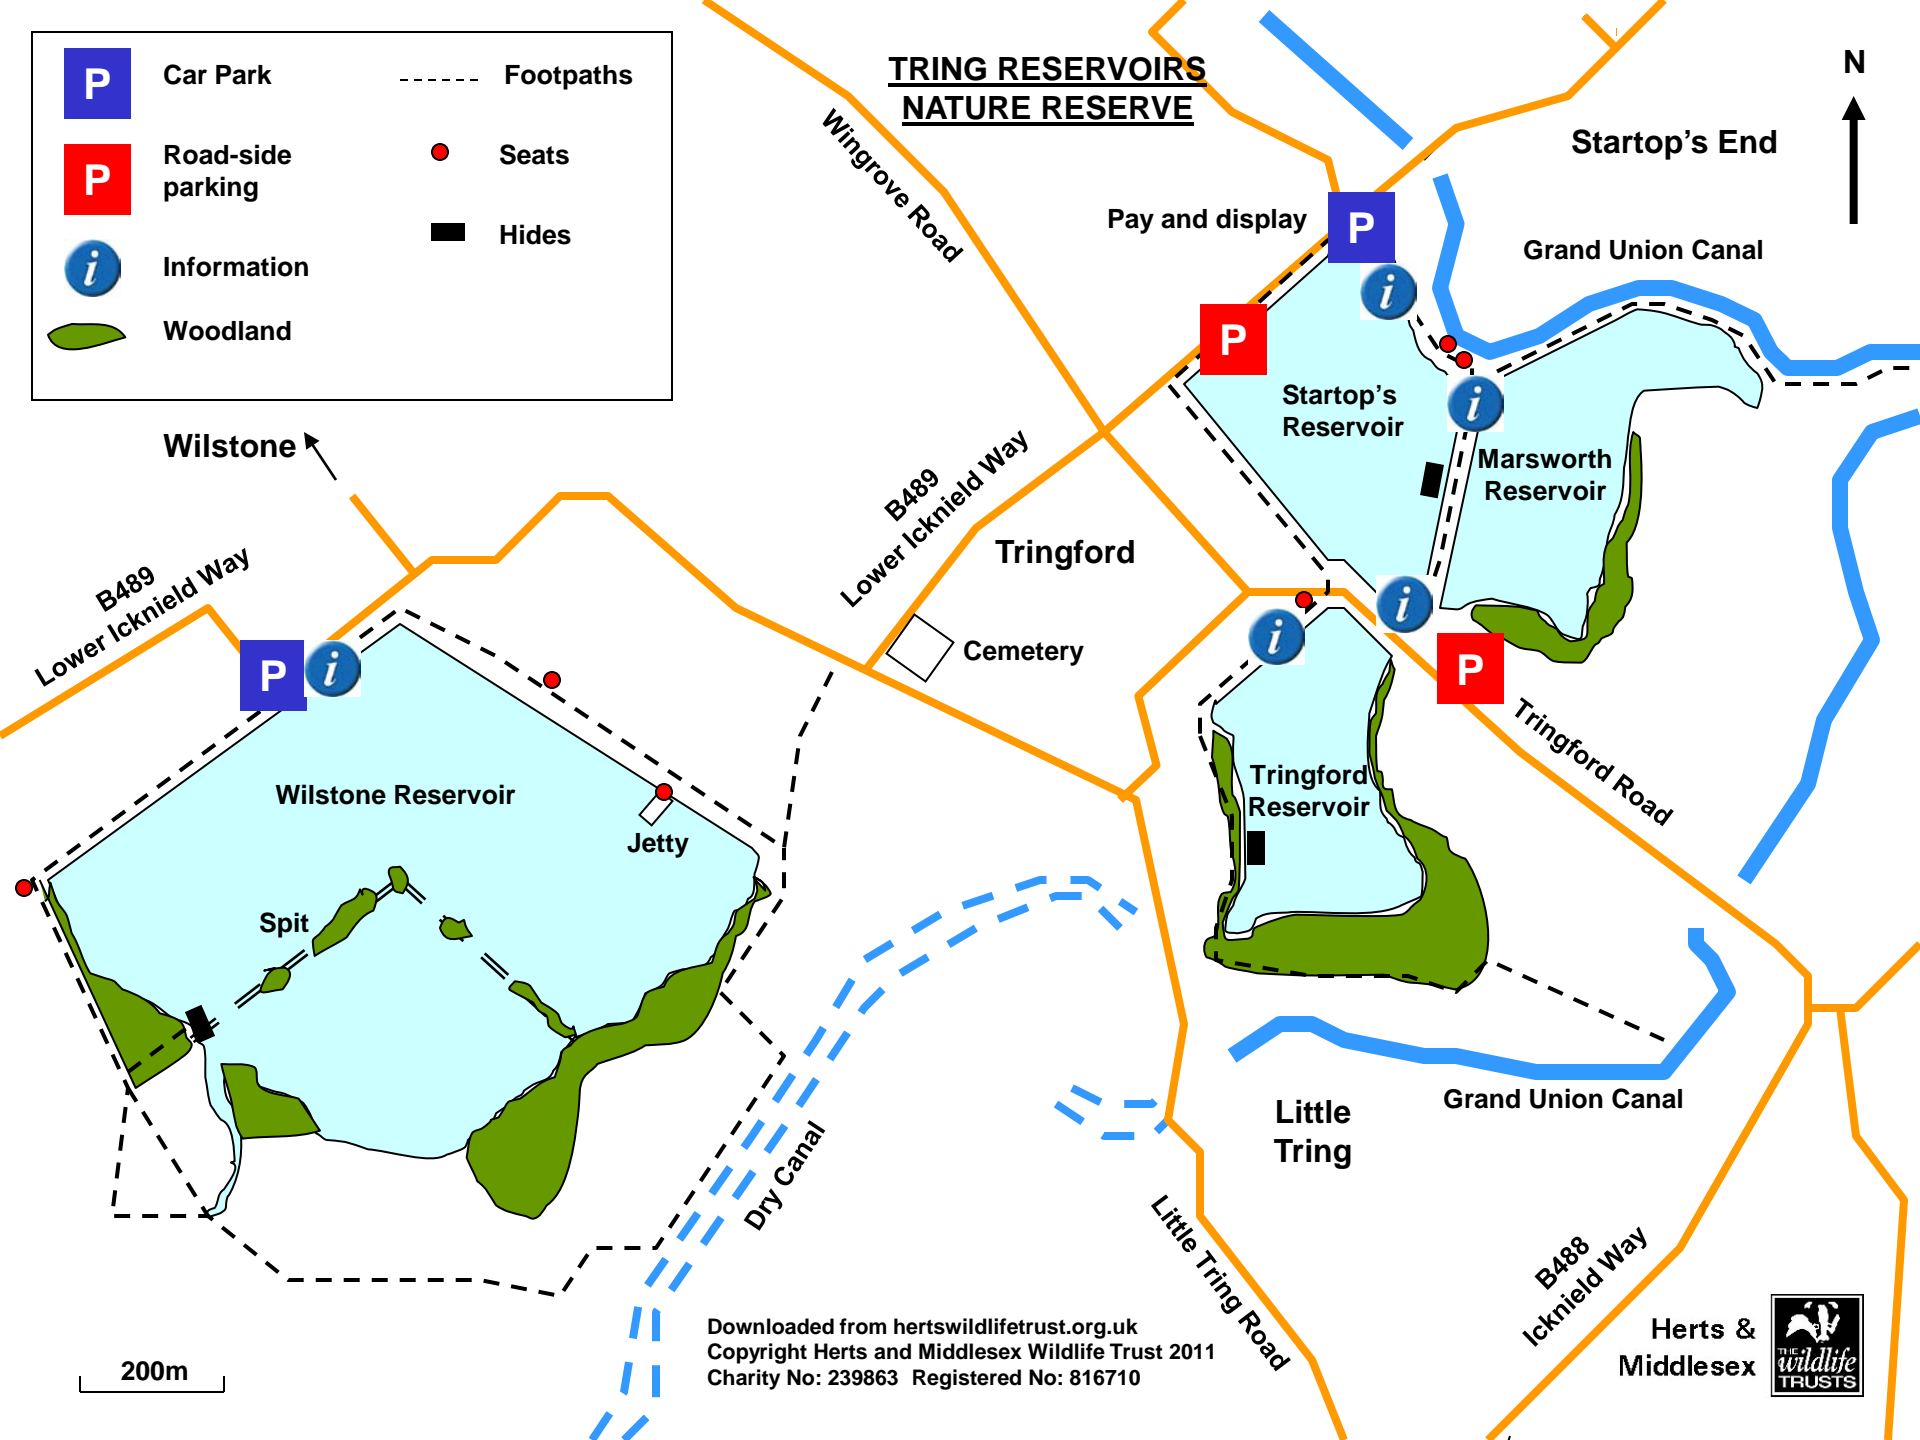 TRING RESERVOIRS
NATURE RESERVE
P
Car Park
Footpaths
P
Road-side
parking
Seats
i
Information
Hides
Woodland
N
Startop's End
Wingrove Road
Pay and display
P
Grand Union Canal
i
P
Startop's
Reservoir
i
Marsworth
Reservoir
Wilstone
B489
Lower Icknield Way
B489
Lower Icknield Way
Tringford
Cemetery
i
i
P
P
i
Tringford Road
Tringford
Reservoir
Wilstone Reservoir
Jetty
Spit
Dry Canal
Grand Union Canal
Little
Tring
Little Tring Road
B488
Icknield Way
200m
Downloaded from hertswildlifetrust.org.uk
Copyright Herts and Middlesex Wildlife Trust 2011
Charity No: 239863 Registered No: 816710
Herts &
Middlesex
THE
wildlife
TRUSTS